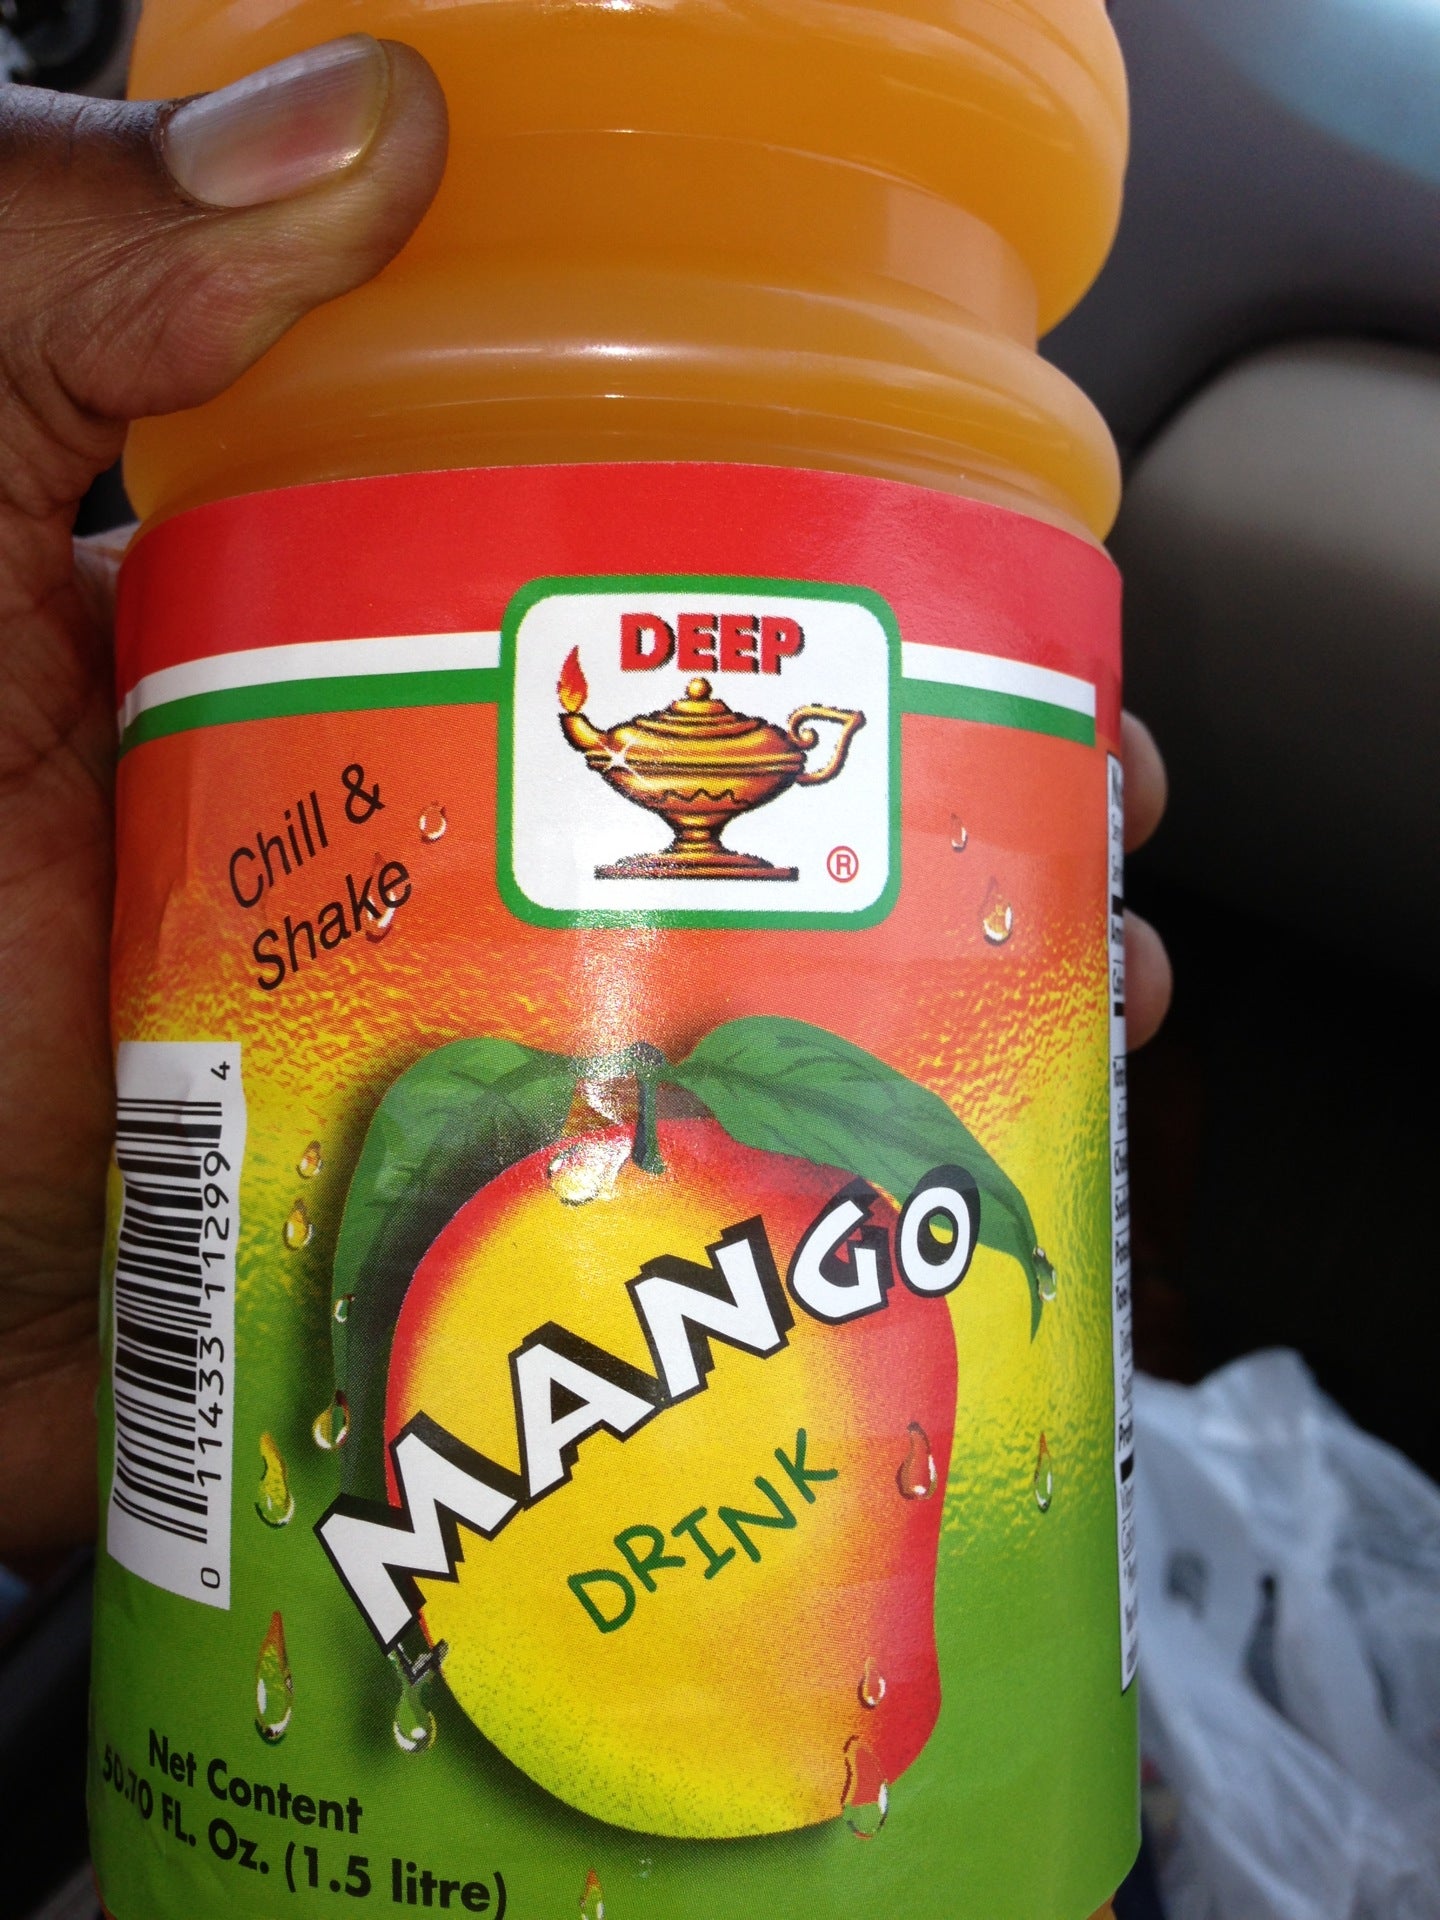 DEEP
®
Chill &
Shake
MANGO
DRINK
0 11433 11299 4
Net Content
50.70 FL. Oz. (1.5 litre)